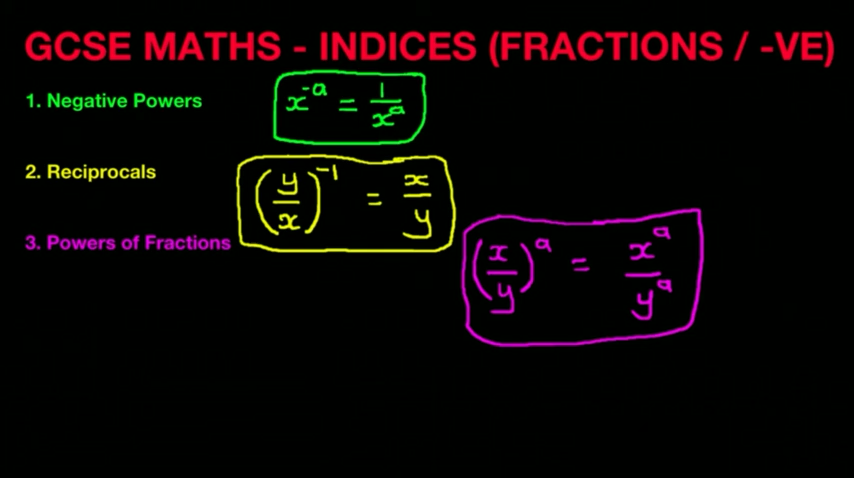 GCSE MATHS - INDICES (FRACTIONS / -VE)
1. Negative Powers
x^-a = 1/x^a
2. Reciprocals
(y/x)^-1 = x/y
3. Powers of Fractions
(x/y)^a = x^a/y^a